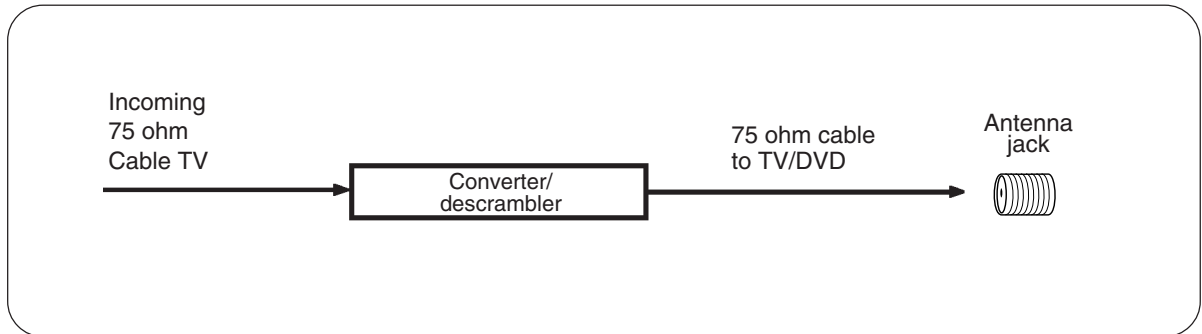 Incoming
75 ohm
Cable TV
Converter/
descrambler
75 ohm cable
to TV/DVD
Antenna
jack